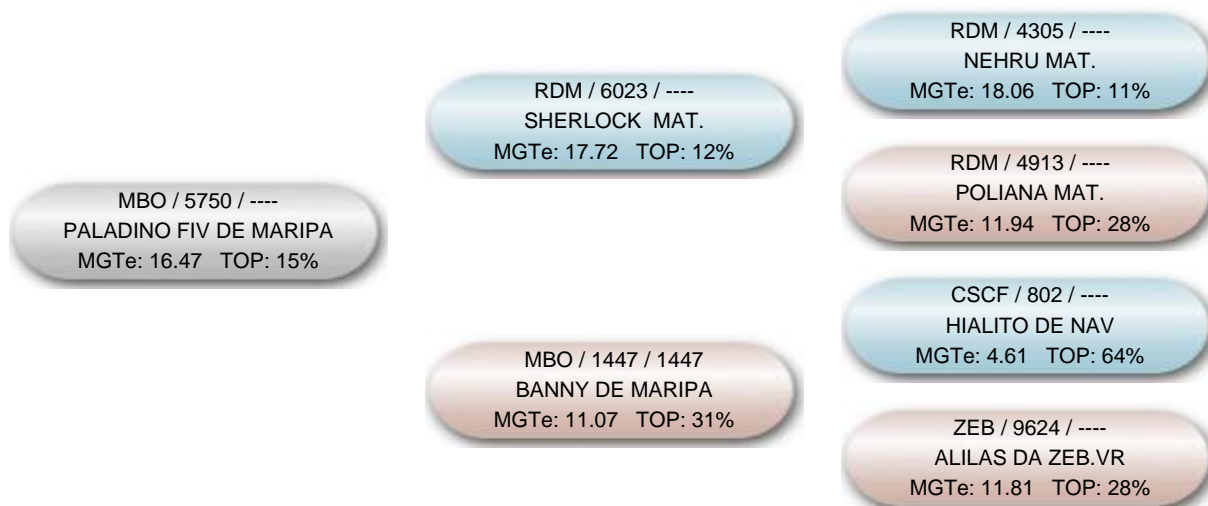 RDM / 4305 / ----
NEHRU MAT.
MGTe: 18.06 TOP: 11%
RDM / 6023 / ----
SHERLOCK MAT.
MGTe: 17.72 TOP: 12%
RDM / 4913 / ----
POLIANA MAT.
MGTe: 11.94 TOP: 28%
MBO / 5750 / ----
PALADINO FIV DE MARIPA
MGTe: 16.47 TOP: 15%
CSCF / 802 / ----
HIALITO DE NAV
MGTe: 4.61 TOP: 64%
MBO / 1447 / 1447
BANNY DE MARIPA
MGTe: 11.07 TOP: 31%
ZEB / 9624 / ----
ALILAS DA ZEB.VR
MGTe: 11.81 TOP: 28%